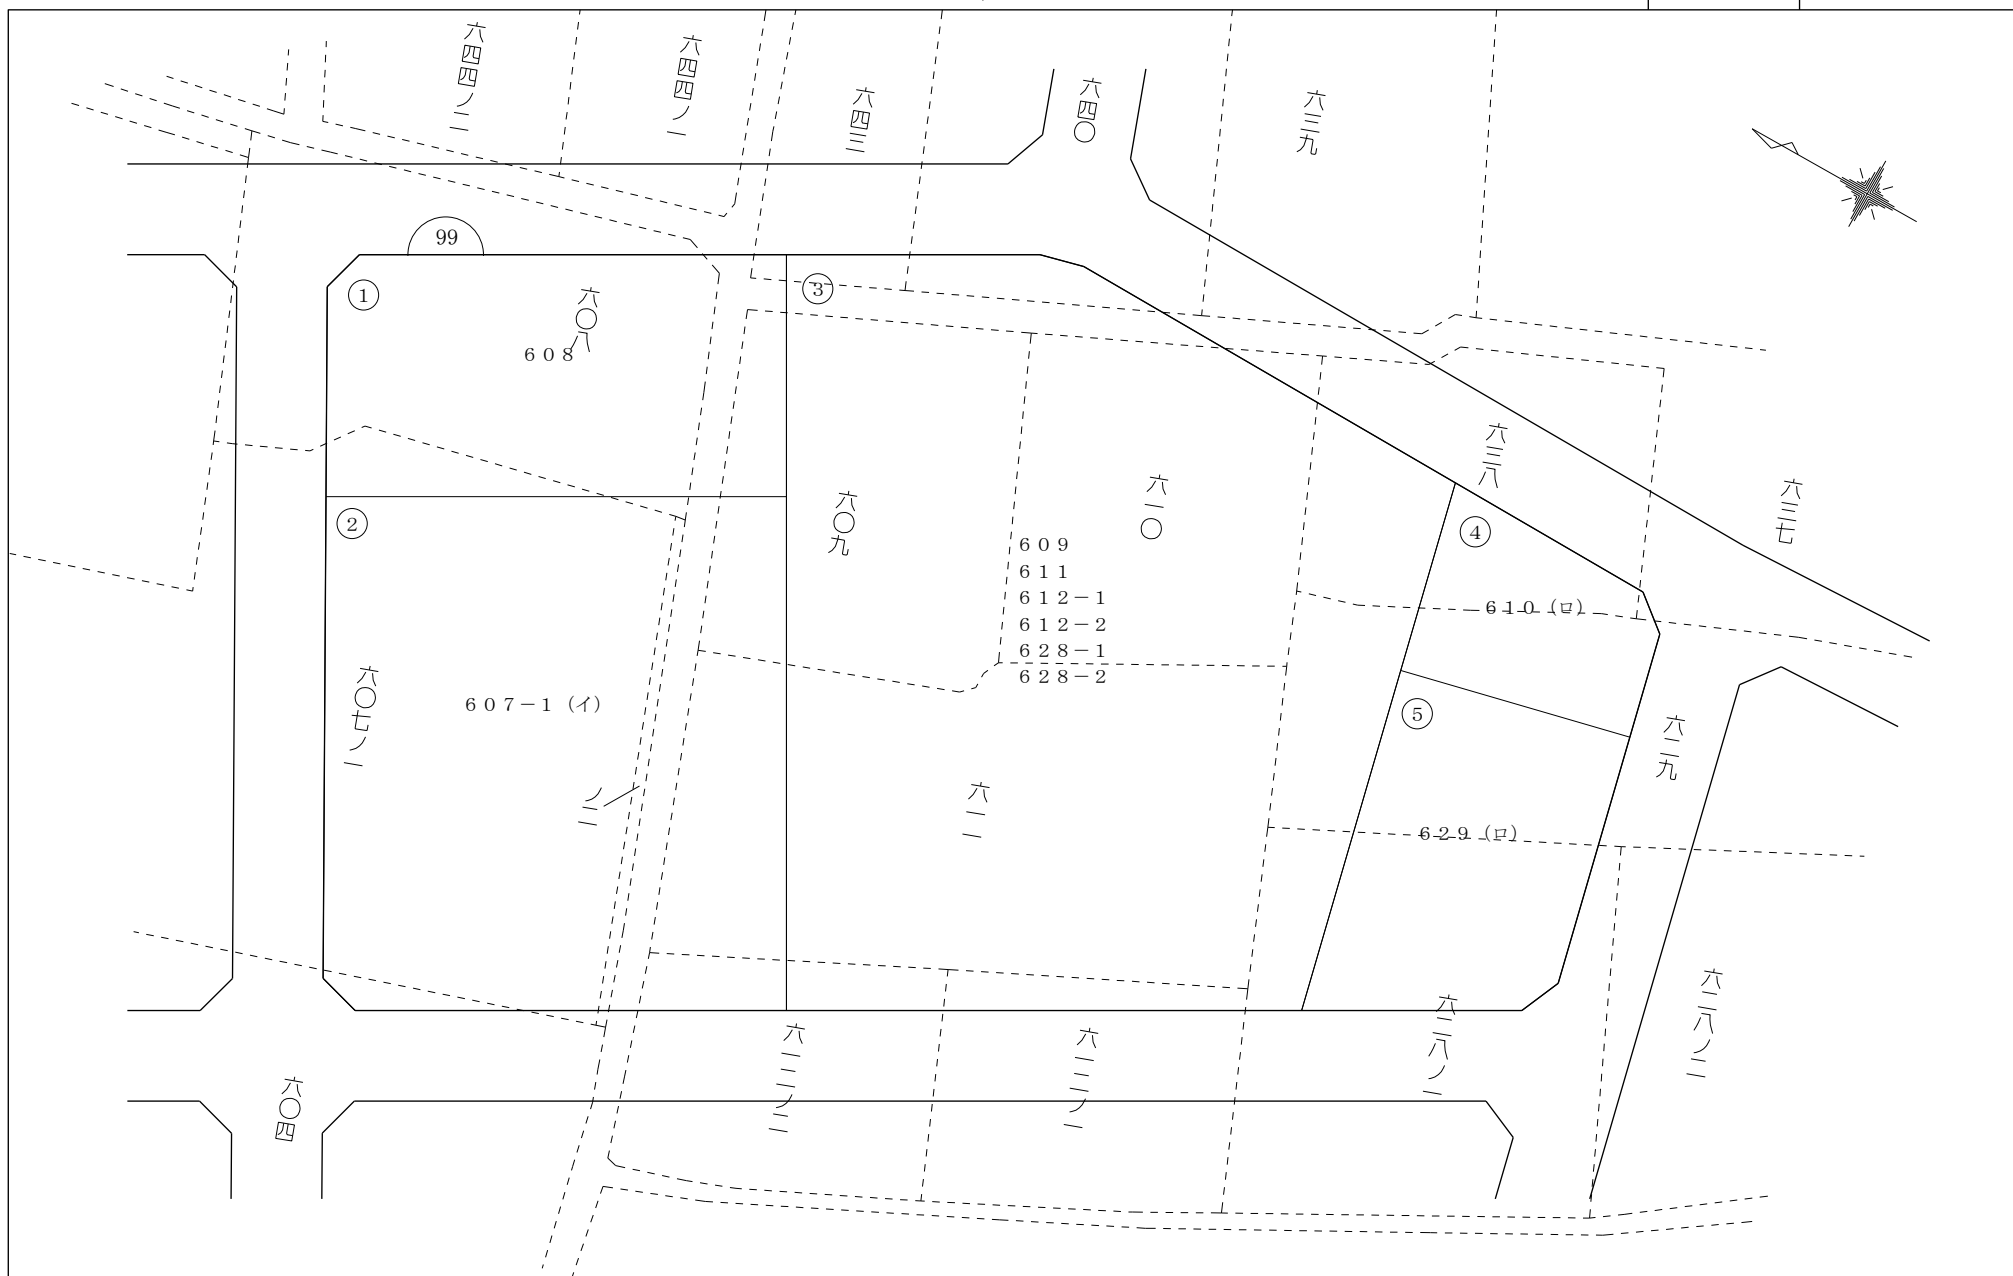 六四四ノ二
六四四ノ一
六四三
六四〇
六三九
99
1
六〇八
608
3
2
六〇九
六一〇
六三八
六三七
4
609
611
612-1
612-2
628-1
628-2
610(ロ)
六〇七ノ一
607-1(イ)
5
六二九
ノ二
六一一
629(ロ)
六一二ノ二
六一二ノ一
六二八ノ一
六二八ノ二
六〇四